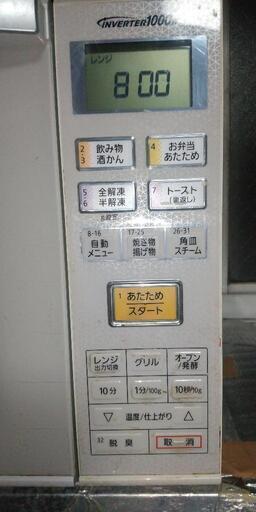 INVERTER1000
レンジ
8 00
2
3
飲み物
酒かん
4
お弁当
あたため
5
6
全解凍
半解凍
7
トースト
(裏返し)
8-16
自動
メニュー
17-25
焼き物
揚げ物
26-31
角皿
スチーム
1
あたため
スタート
レンジ
出力切換
グリル
オーブン
/発酵
10分
1分/100g
10秒/10g
▽ 温度/仕上がり △
32 脱臭
取消